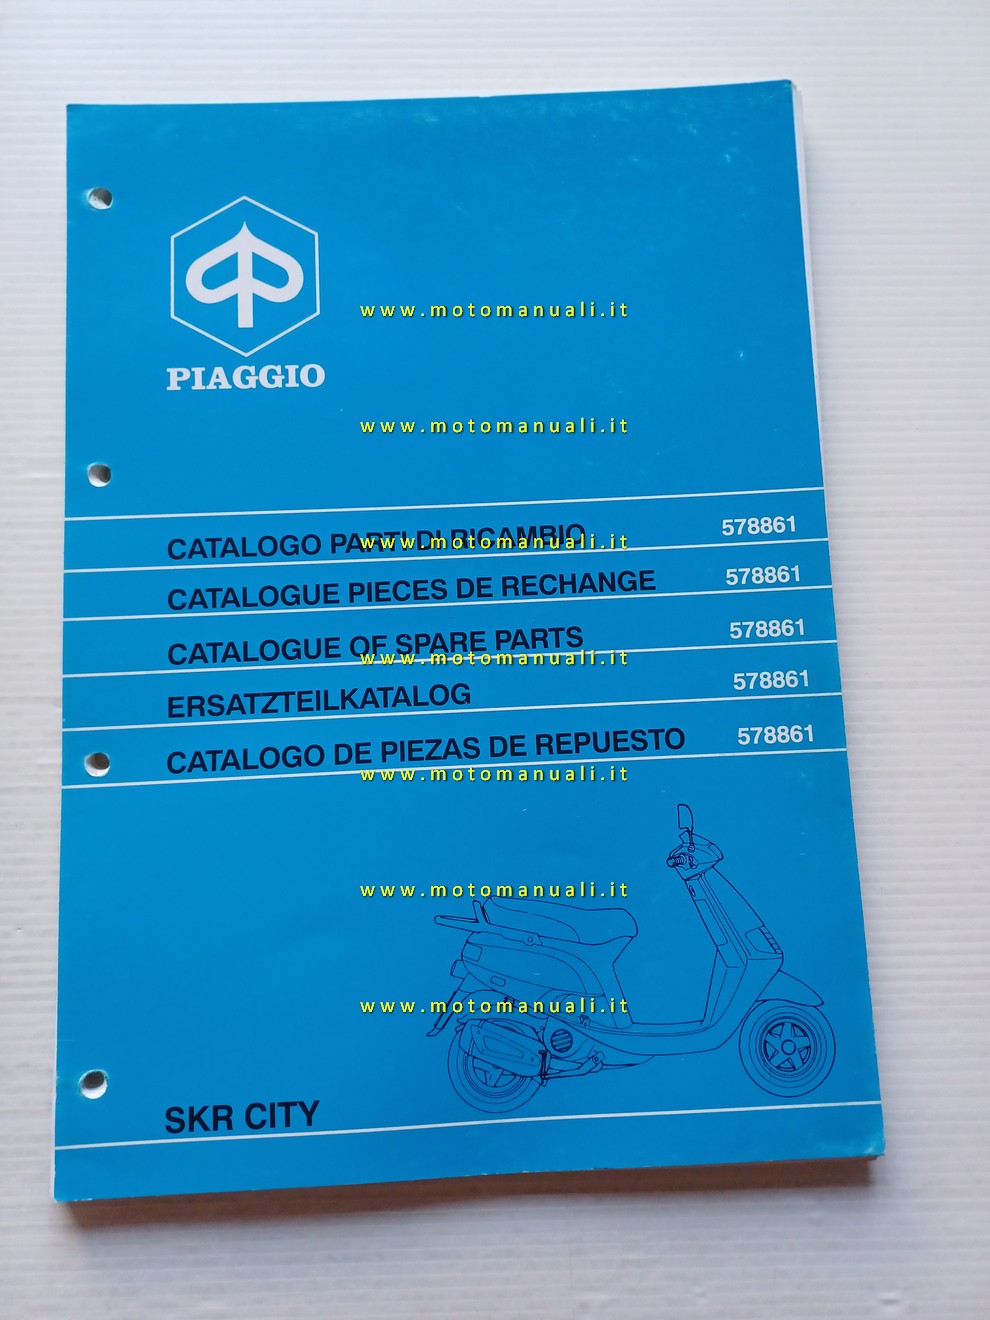 PIAGGIO
www.motomanuali.it
www.motomanuali.it
CATALOGO PARTI DI RICAMBIO 578861
www.motomanuali.it
CATALOGUE PIECES DE RECHANGE 578861
CATALOGUE OF SPARE PARTS 578861
www.motomanuali.it
ERSATZTEILKATALOG 578861
CATALOGO DE PIEZAS DE REPUESTO 578861
www.motomanuali.it
www.motomanuali.it
www.motomanuali.it
SKR CITY